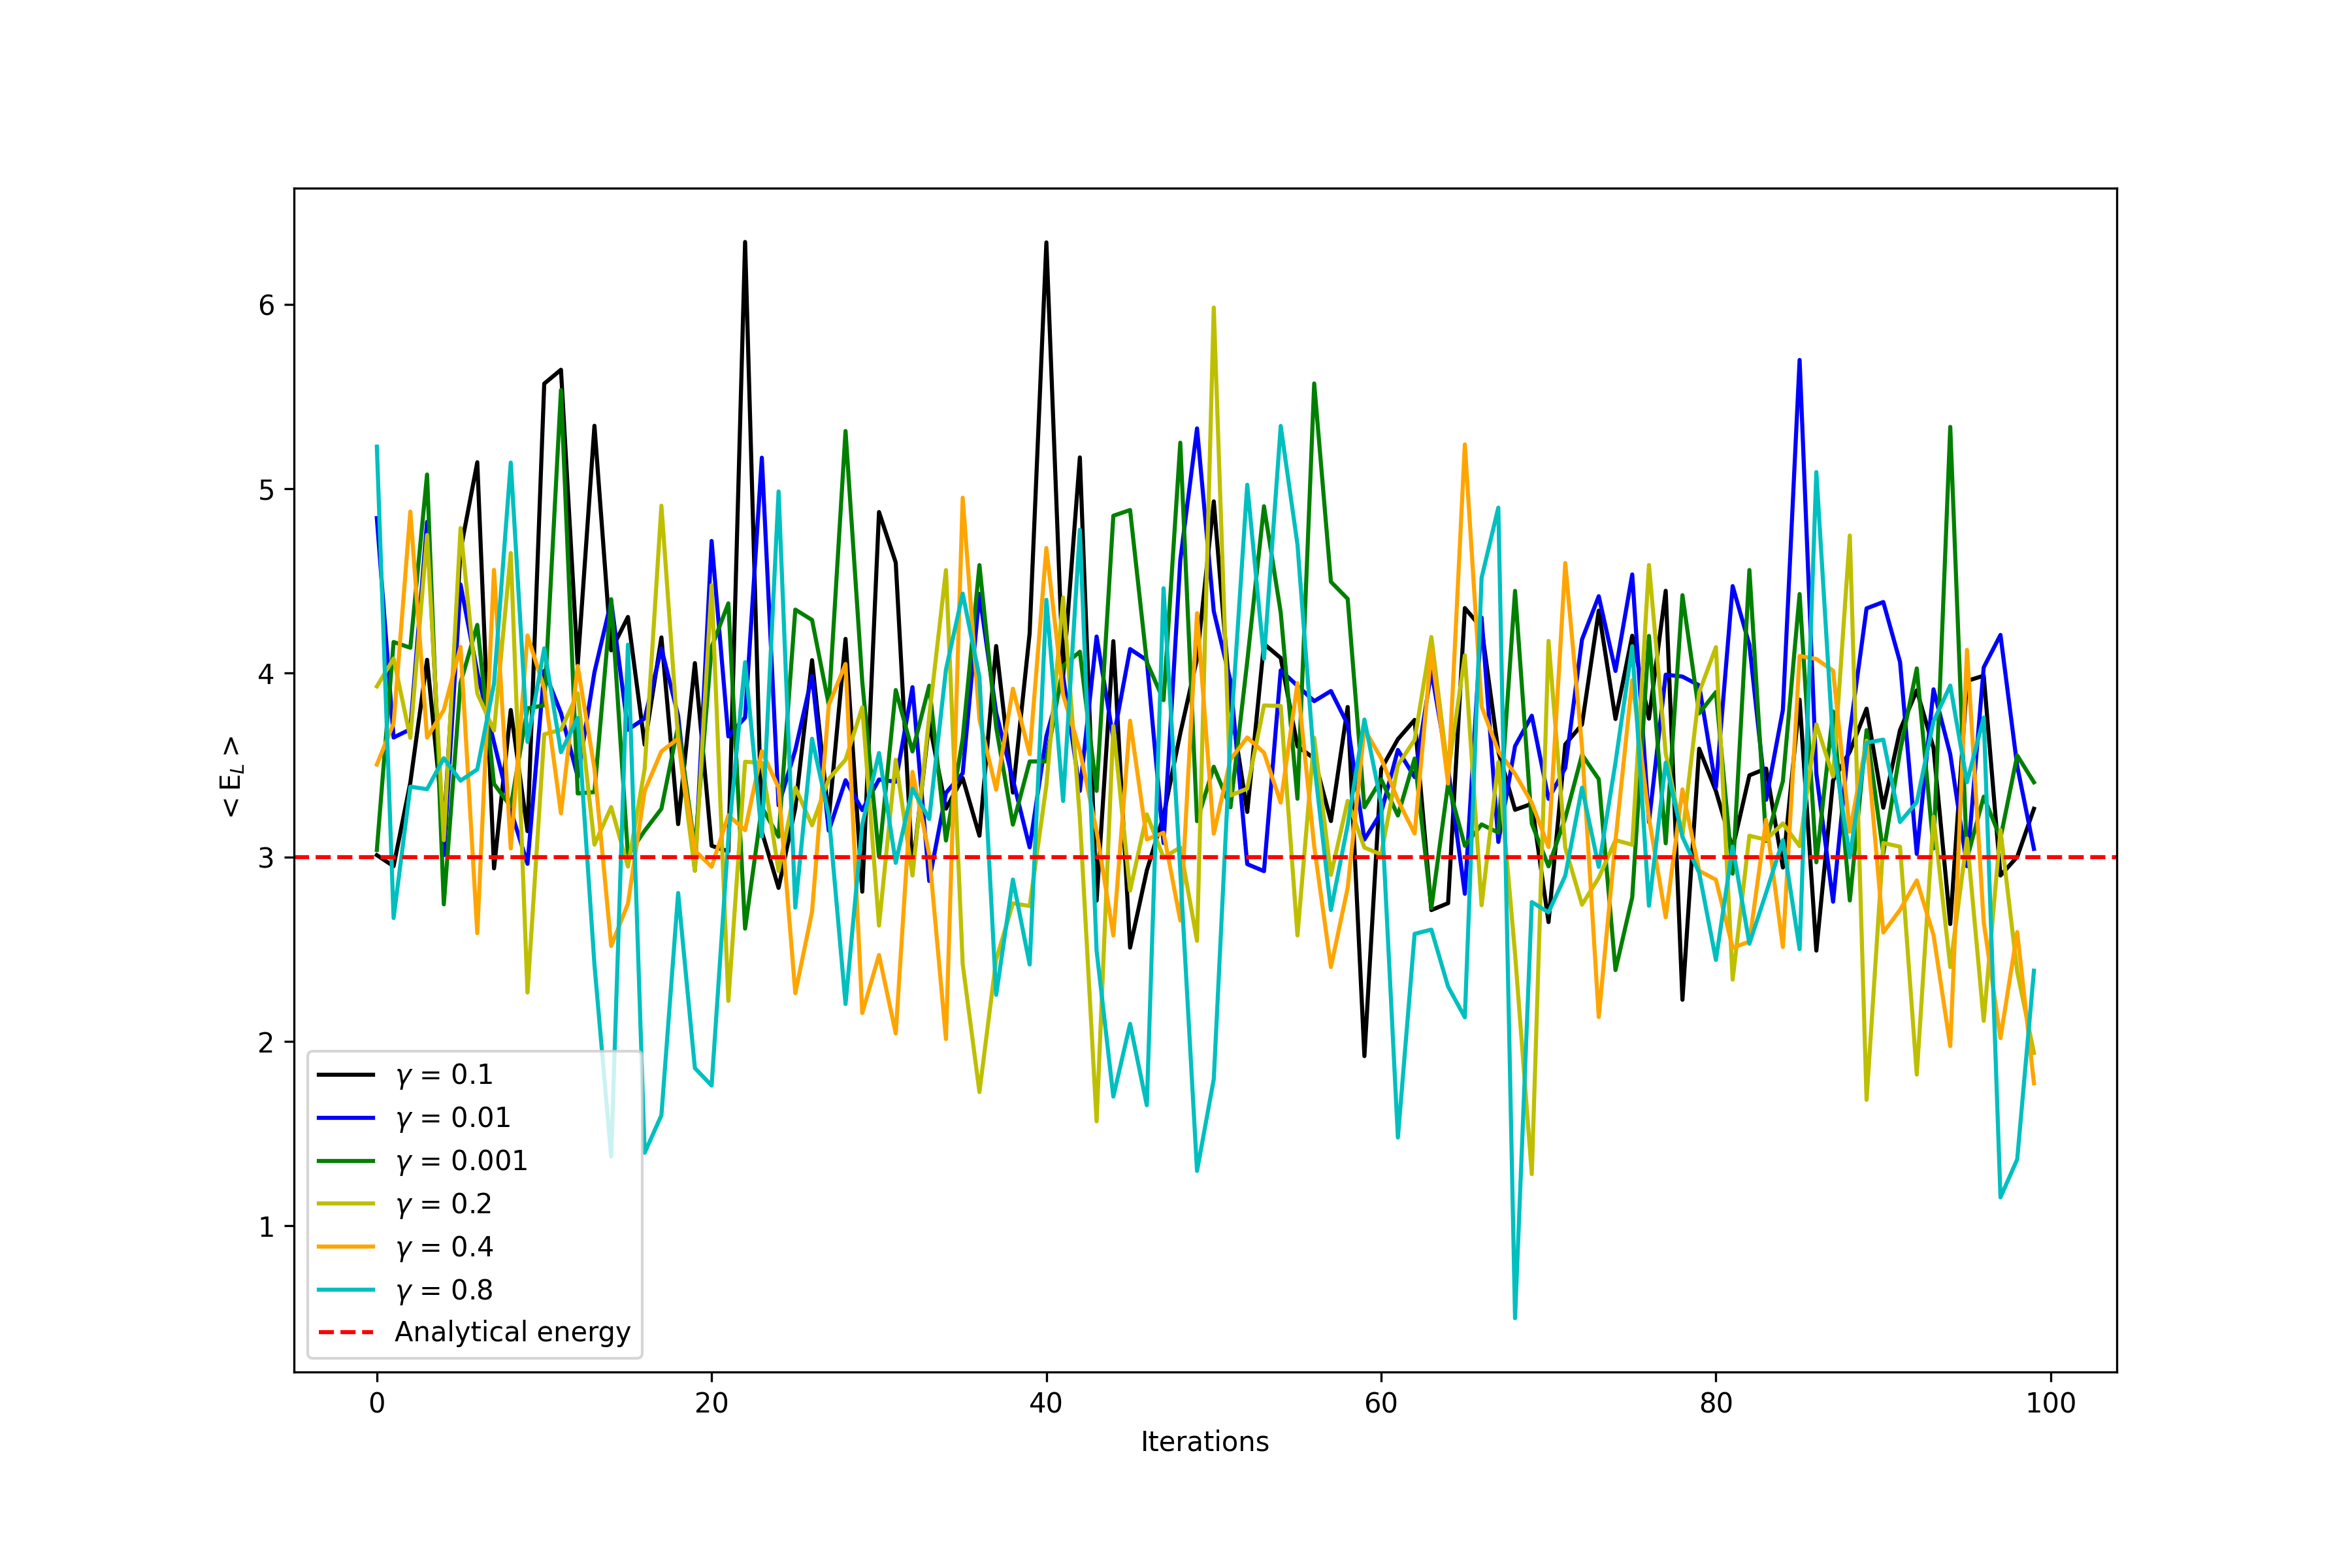 6
5
4
3
2
1
<E_L>
γ = 0.1
γ = 0.01
γ = 0.001
γ = 0.2
γ = 0.4
γ = 0.8
Analytical energy
0 20 40 60 80 100
Iterations